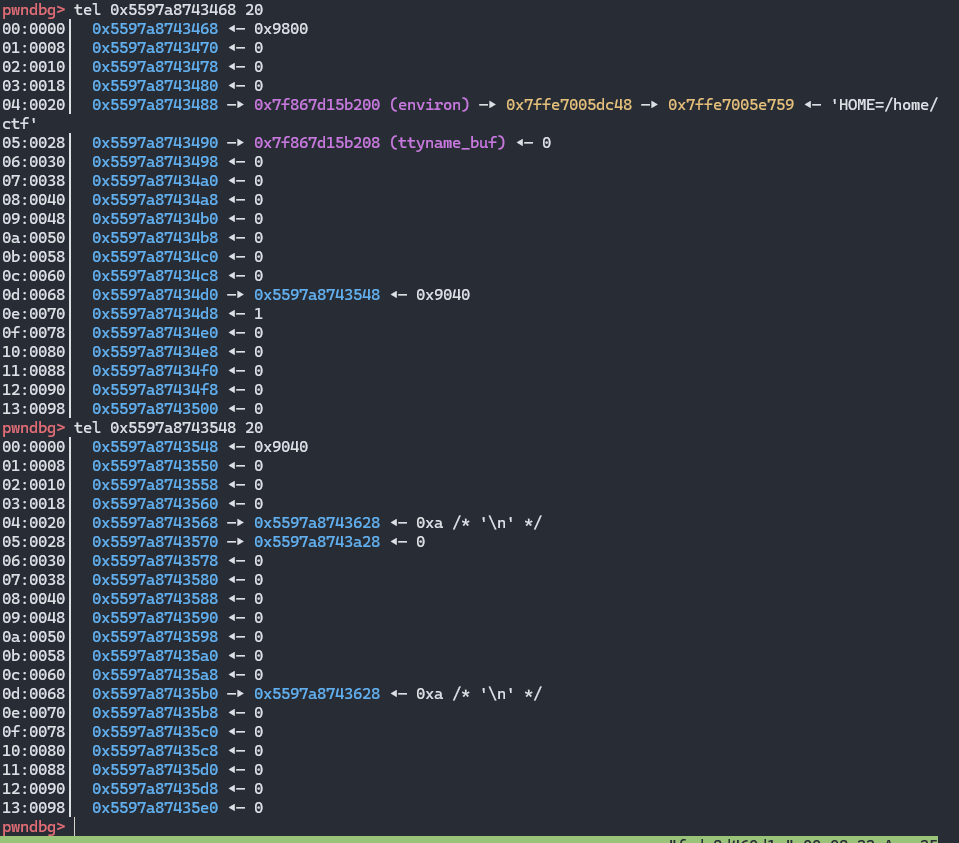 pwndbg> tel 0x5597a8743468 20
00:0000│  0x5597a8743468 ◂— 0x9800
01:0008│  0x5597a8743470 ◂— 0
02:0010│  0x5597a8743478 ◂— 0
03:0018│  0x5597a8743480 ◂— 0
04:0020│  0x5597a8743488 —▸ 0x7f867d15b200 (environ) —▸ 0x7ffe7005dc48 —▸ 0x7ffe7005e759 ◂— 'HOME=/home/
ctf'
05:0028│  0x5597a8743490 —▸ 0x7f867d15b208 (ttyname_buf) ◂— 0
06:0030│  0x5597a8743498 ◂— 0
07:0038│  0x5597a87434a0 ◂— 0
08:0040│  0x5597a87434a8 ◂— 0
09:0048│  0x5597a87434b0 ◂— 0
0a:0050│  0x5597a87434b8 ◂— 0
0b:0058│  0x5597a87434c0 ◂— 0
0c:0060│  0x5597a87434c8 ◂— 0
0d:0068│  0x5597a87434d0 —▸ 0x5597a8743548 ◂— 0x9040
0e:0070│  0x5597a87434d8 ◂— 1
0f:0078│  0x5597a87434e0 ◂— 0
10:0080│  0x5597a87434e8 ◂— 0
11:0088│  0x5597a87434f0 ◂— 0
12:0090│  0x5597a87434f8 ◂— 0
13:0098│  0x5597a8743500 ◂— 0
pwndbg> tel 0x5597a8743548 20
00:0000│  0x5597a8743548 ◂— 0x9040
01:0008│  0x5597a8743550 ◂— 0
02:0010│  0x5597a8743558 ◂— 0
03:0018│  0x5597a8743560 ◂— 0
04:0020│  0x5597a8743568 —▸ 0x5597a8743628 ◂— 0xa /* '\n' */
05:0028│  0x5597a8743570 —▸ 0x5597a8743a28 ◂— 0
06:0030│  0x5597a8743578 ◂— 0
07:0038│  0x5597a8743580 ◂— 0
08:0040│  0x5597a8743588 ◂— 0
09:0048│  0x5597a8743590 ◂— 0
0a:0050│  0x5597a8743598 ◂— 0
0b:0058│  0x5597a87435a0 ◂— 0
0c:0060│  0x5597a87435a8 ◂— 0
0d:0068│  0x5597a87435b0 —▸ 0x5597a8743628 ◂— 0xa /* '\n' */
0e:0070│  0x5597a87435b8 ◂— 0
0f:0078│  0x5597a87435c0 ◂— 0
10:0080│  0x5597a87435c8 ◂— 0
11:0088│  0x5597a87435d0 ◂— 0
12:0090│  0x5597a87435d8 ◂— 0
13:0098│  0x5597a87435e0 ◂— 0
pwndbg>